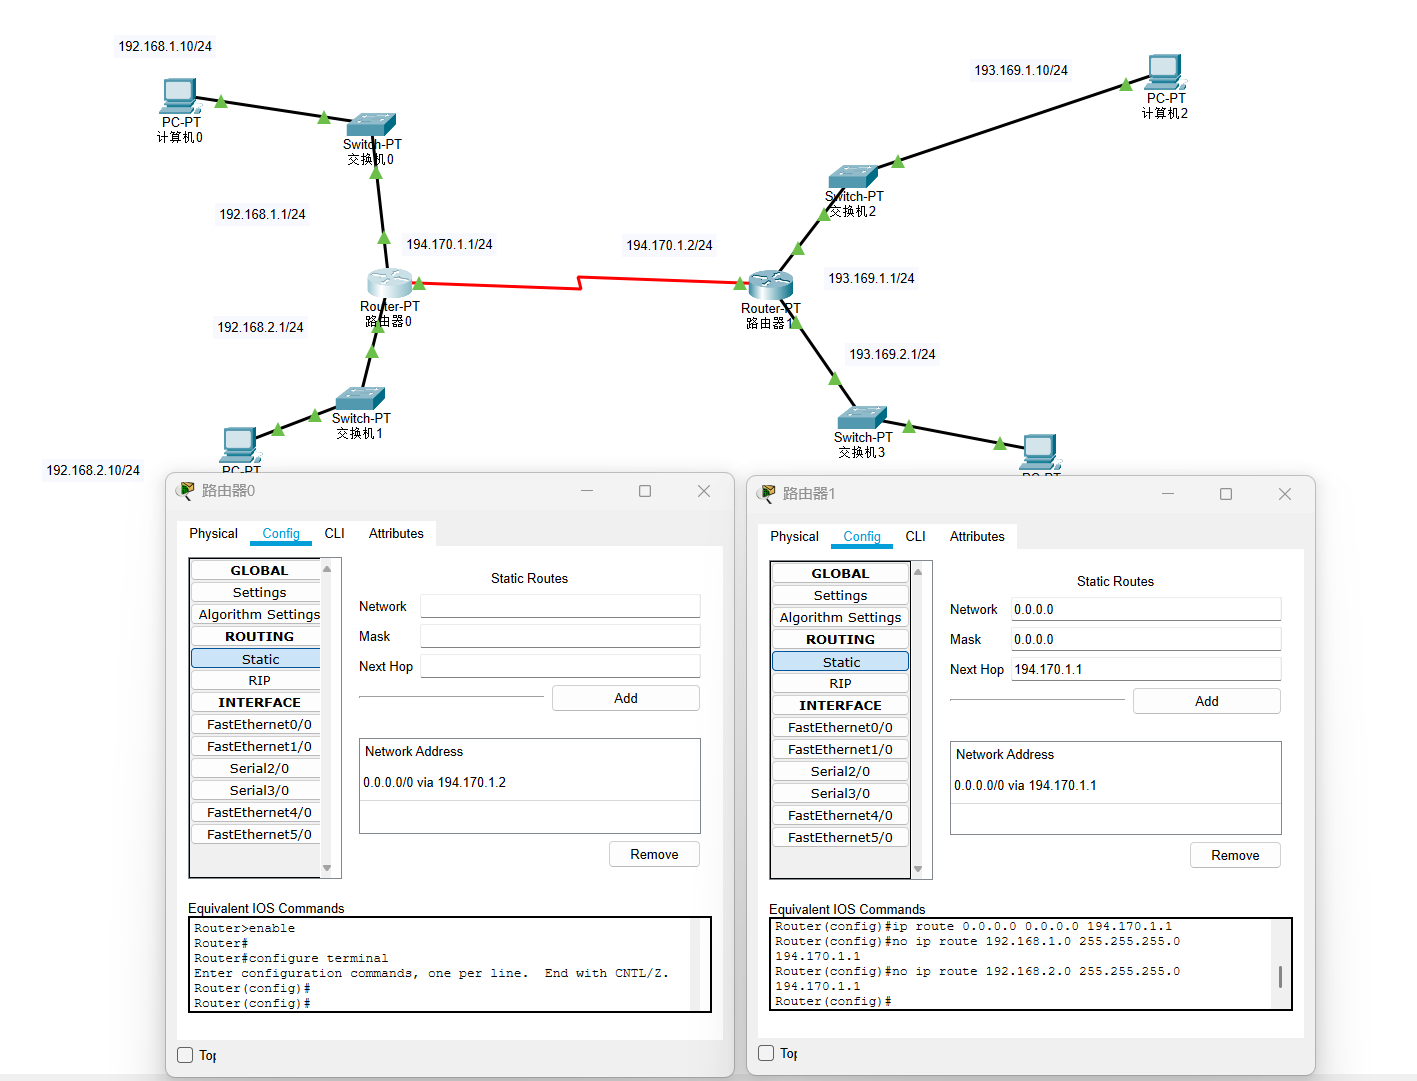 192.168.1.10/24
193.169.1.10/24
PC-PT
计算机0
PC-PT
计算机2
Switch-PT
交换机0
Switch-PT
交换机2
192.168.1.1/24
194.170.1.1/24
194.170.1.2/24
193.169.1.1/24
Router-PT
路由器0
Router-PT
路由器1
192.168.2.1/24
193.169.2.1/24
Switch-PT
交换机1
Switch-PT
交换机3
192.168.2.10/24
PC-PT
PC-PT
路由器0
Physical Config CLI Attributes
GLOBAL
Settings
Algorithm Settings
ROUTING
Static
RIP
INTERFACE
FastEthernet0/0
FastEthernet1/0
Serial2/0
Serial3/0
FastEthernet4/0
FastEthernet5/0
Static Routes
Network
Mask
Next Hop
Add
Network Address
0.0.0.0/0 via 194.170.1.2
Remove
Equivalent IOS Commands
Router>enable
Router#
Router#configure terminal
Enter configuration commands, one per line. End with CNTL/Z.
Router(config)#
Router(config)#
Top
路由器1
Physical Config CLI Attributes
GLOBAL
Settings
Algorithm Settings
ROUTING
Static
RIP
INTERFACE
FastEthernet0/0
FastEthernet1/0
Serial2/0
Serial3/0
FastEthernet4/0
FastEthernet5/0
Static Routes
Network 0.0.0.0
Mask 0.0.0.0
Next Hop 194.170.1.1
Add
Network Address
0.0.0.0/0 via 194.170.1.1
Remove
Equivalent IOS Commands
Router(config)#ip route 0.0.0.0 0.0.0.0 194.170.1.1
Router(config)#no ip route 192.168.1.0 255.255.255.0
194.170.1.1
Router(config)#no ip route 192.168.2.0 255.255.255.0
194.170.1.1
Router(config)#
Top